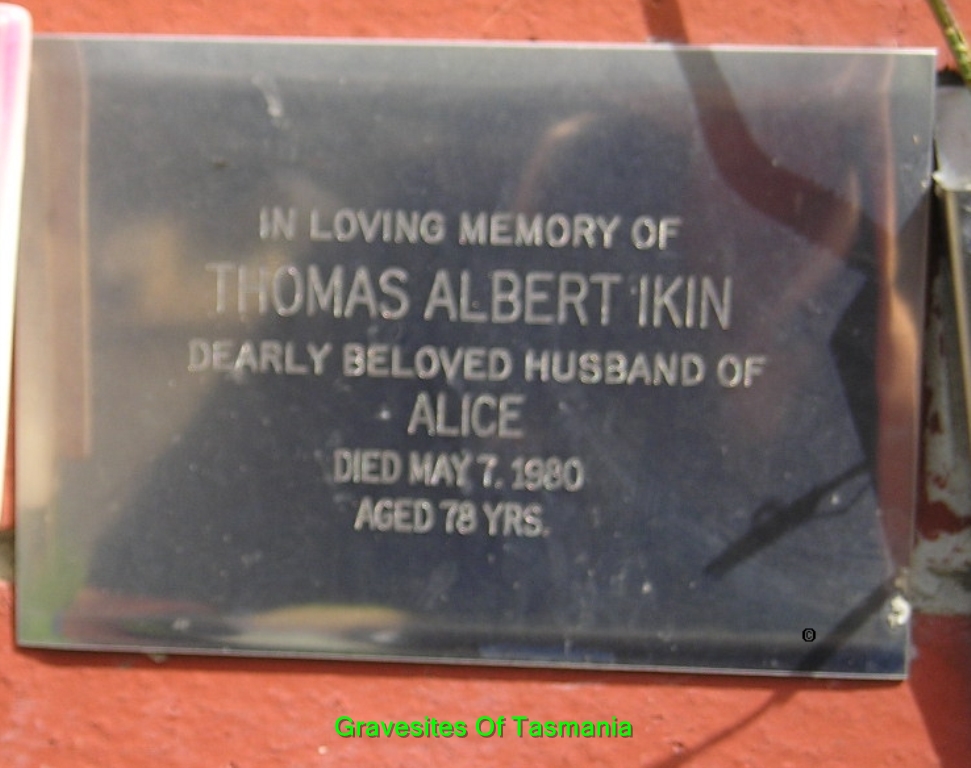 IN LOVING MEMORY OF
THOMAS ALBERT IKIN
DEARLY BELOVED HUSBAND OF
ALICE
DIED MAY 7. 1980
AGED 78 YRS.
©
Gravesites Of Tasmania